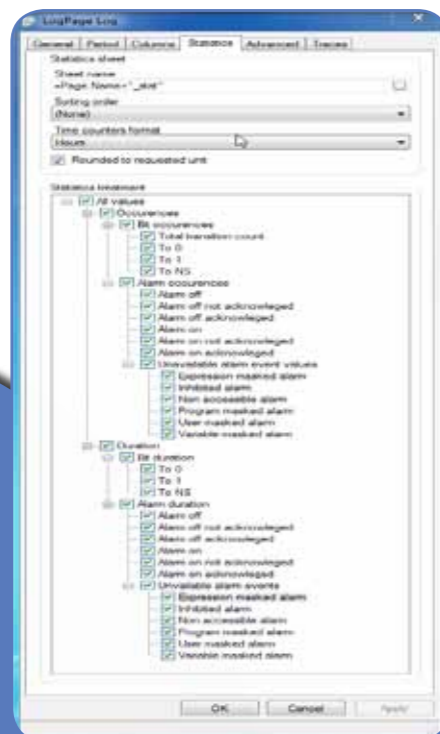 LogPage Log
General Period Columns Statistics Advanced Traces
Statistics sheet
Sheet name
=Page.Name+"_stat"
Sorting order
(None)
Time counters format
Hours
Rounded to requested unit
Statistics treatment
All values
Occurences
Bit occurences
Total transition count
To 0
To 1
To NS
Alarm occurences
Alarm off
Alarm off not acknowleged
Alarm off acknowleged
Alarm on
Alarm on not acknowleged
Alarm on acknowleged
Unavailable alarm event values
Expression masked alarm
Inhibited alarm
Non accessible alarm
Program masked alarm
User masked alarm
Variable masked alarm
Duration
Bit duration
To 0
To 1
To NS
Alarm duration
Alarm off
Alarm off not acknowleged
Alarm off acknowleged
Alarm on
Alarm on not acknowleged
Alarm on acknowleged
Unvailable alarm events
Expression masked alarm
Inhibited alarm
Non accessible alarm
Program masked alarm
User masked alarm
Variable masked alarm
OK Cancel Apply